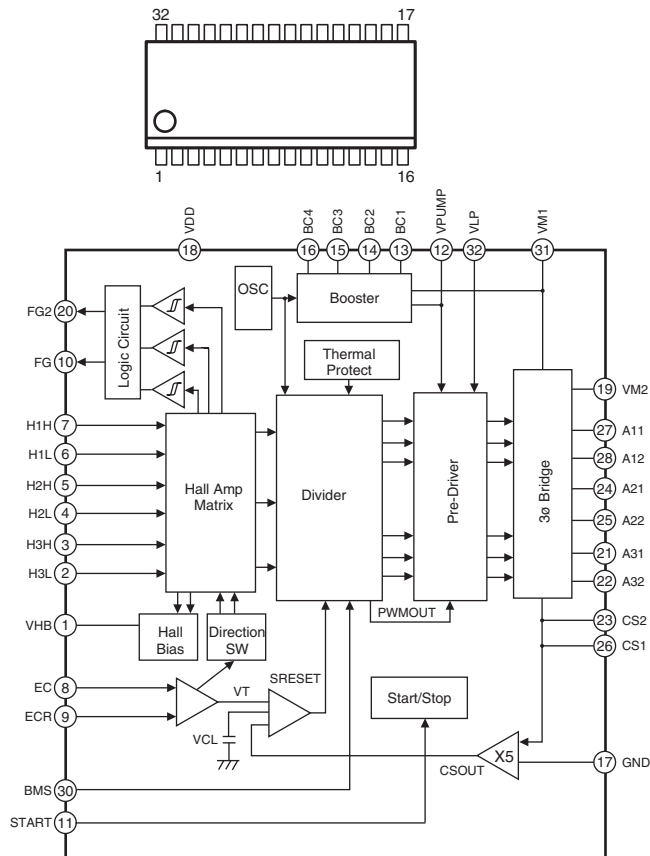 32 17
1 16
VDD BC4 BC3 BC2 BC1 VPUMP VLP VM1
18 16 15 14 13 12 32 31
OSC
Booster
FG2 20
Logic Circuit
Thermal
Protect
FG 10
19 VM2
H1H 7
27 A11
H1L 6
28 A12
H2H 5
Hall Amp
Matrix
Divider
Pre-Driver
3ø Bridge
24 A21
H2L 4
25 A22
H3H 3
21 A31
H3L 2
22 A32
PWMOUT
VHB 1
Hall
Bias
Direction
SW
23 CS2
26 CS1
SRESET
EC 8
VT
Start/Stop
ECR 9
VCL
X5
CSOUT
17 GND
BMS 30
START 11